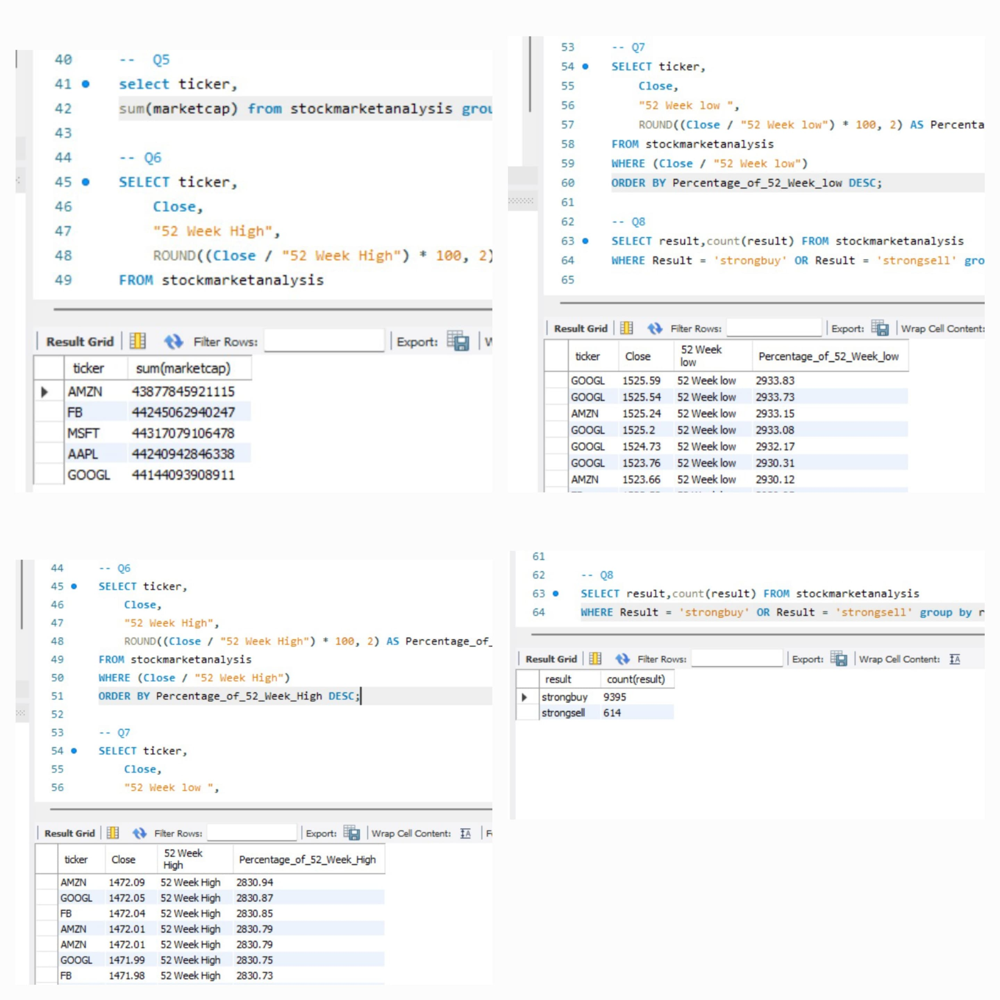 40 -- Q5
41 select ticker,
42 sum(marketcap) from stockmarketanalysis grou
43
44 -- Q6
45 SELECT ticker,
46 Close,
47 "52 Week High",
48 ROUND((Close / "52 Week High") * 100, 2)
49 FROM stockmarketanalysis
Result Grid Filter Rows: Export: W
ticker sum(marketcap)
AMZN 43877845921115
FB 44245062940247
MSFT 44317079106478
AAPL 44240942846338
GOOGL 44144093908911
53 -- Q7
54 SELECT ticker,
55 Close,
56 "52 Week low ",
57 ROUND((Close / "52 Week low") * 100, 2) AS Percenta
58 FROM stockmarketanalysis
59 WHERE (Close / "52 Week low")
60 ORDER BY Percentage_of_52_Week_low DESC;
61
62 -- Q8
63 SELECT result,count(result) FROM stockmarketanalysis
64 WHERE Result = 'strongbuy' OR Result = 'strongsell' gro
65
Result Grid Filter Rows: Export: Wrap Cell Content:
ticker Close 52 Week low Percentage_of_52_Week_low
GOOGL 1525.59 52 Week low 2933.83
GOOGL 1525.54 52 Week low 2933.73
AMZN 1525.24 52 Week low 2933.15
GOOGL 1525.2 52 Week low 2933.08
GOOGL 1524.73 52 Week low 2932.17
GOOGL 1523.76 52 Week low 2930.31
AMZN 1523.66 52 Week low 2930.12
44 -- Q6
45 SELECT ticker,
46 Close,
47 "52 Week High",
48 ROUND((Close / "52 Week High") * 100, 2) AS Percentage_of_
49 FROM stockmarketanalysis
50 WHERE (Close / "52 Week High")
51 ORDER BY Percentage_of_52_Week_High DESC;
52
53 -- Q7
54 SELECT ticker,
55 Close,
56 "52 Week low ",
Result Grid Filter Rows: Export: Wrap Cell Content: F
ticker Close 52 Week High Percentage_of_52_Week_High
AMZN 1472.09 52 Week High 2830.94
GOOGL 1472.05 52 Week High 2830.87
FB 1472.04 52 Week High 2830.85
AMZN 1472.01 52 Week High 2830.79
AMZN 1472.01 52 Week High 2830.79
GOOGL 1471.99 52 Week High 2830.75
FB 1471.98 52 Week High 2830.73
61
62 -- Q8
63 SELECT result,count(result) FROM stockmarketanalysis
64 WHERE Result = 'strongbuy' OR Result = 'strongsell' group by r
Result Grid Filter Rows: Export: Wrap Cell Content:
result count(result)
strongbuy 9395
strongsell 614